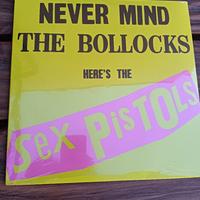 NEVER MIND
THE BOLLOCKS
HERE'S THE
Sex PiSTOLS